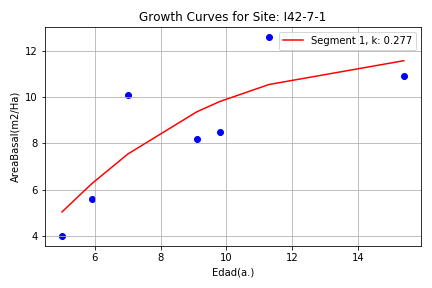 Growth Curves for Site: I42-7-1
Segment 1, k: 0.277
AreaBasal(m2/Ha)
12
10
8
6
4
6 8 10 12 14
Edad(a.)